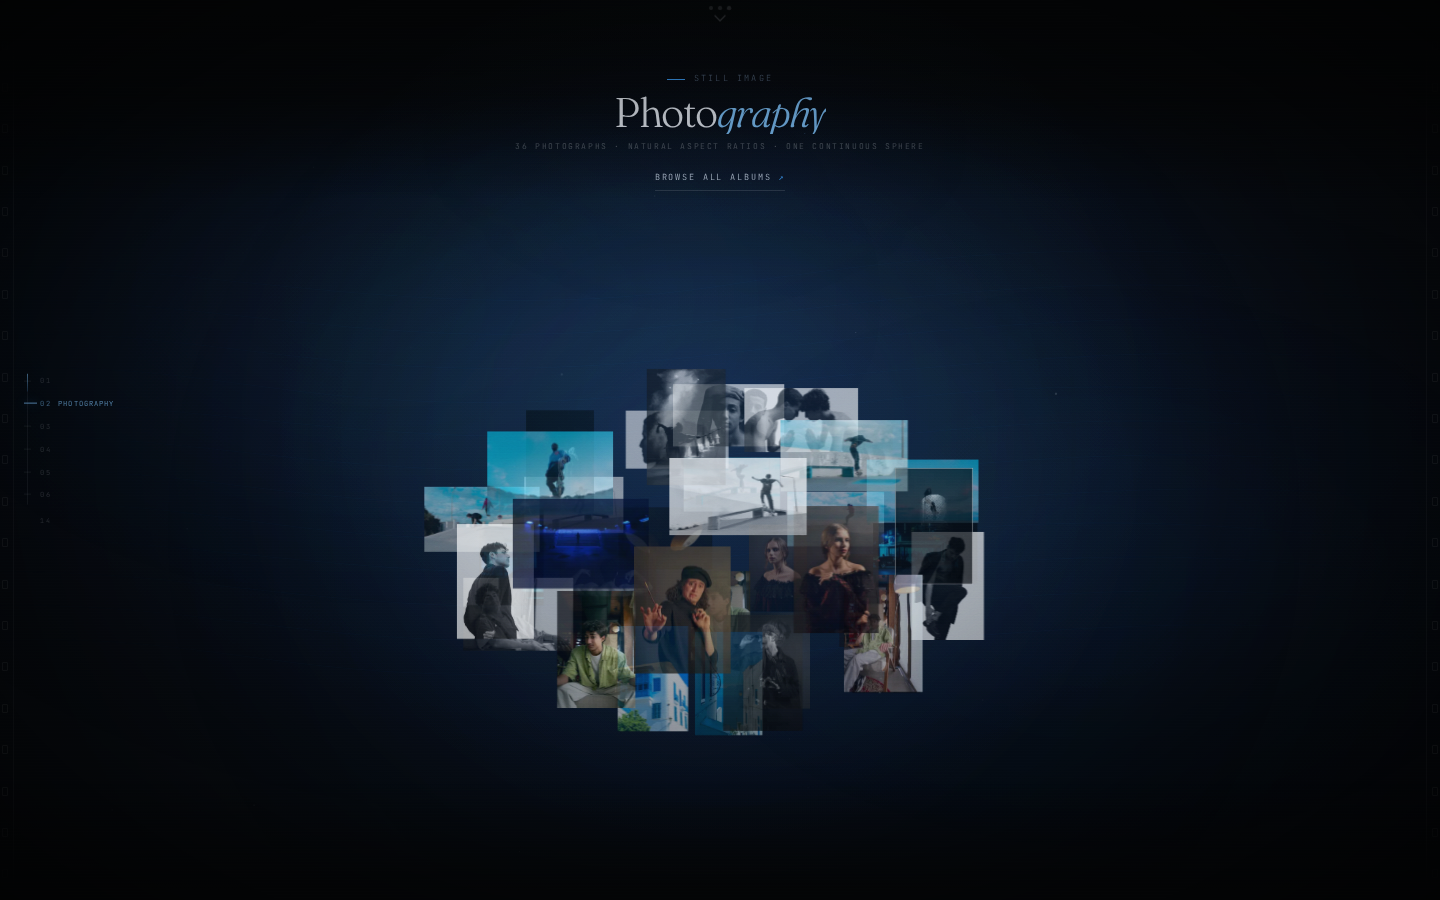 STILL IMAGE
Photography
36 PHOTOGRAPHS · NATURAL ASPECT RATIOS · ONE CONTINUOUS SPHERE
BROWSE ALL ALBUMS ↗
01
02 PHOTOGRAPHY
03
04
05
06
14